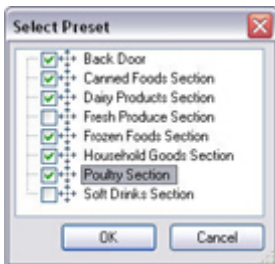 Select Preset
Back Door
Canned Foods Section
Dairy Products Section
Fresh Produce Section
Frozen Foods Section
Household Goods Section
Poultry Section
Soft Drinks Section
OK Cancel